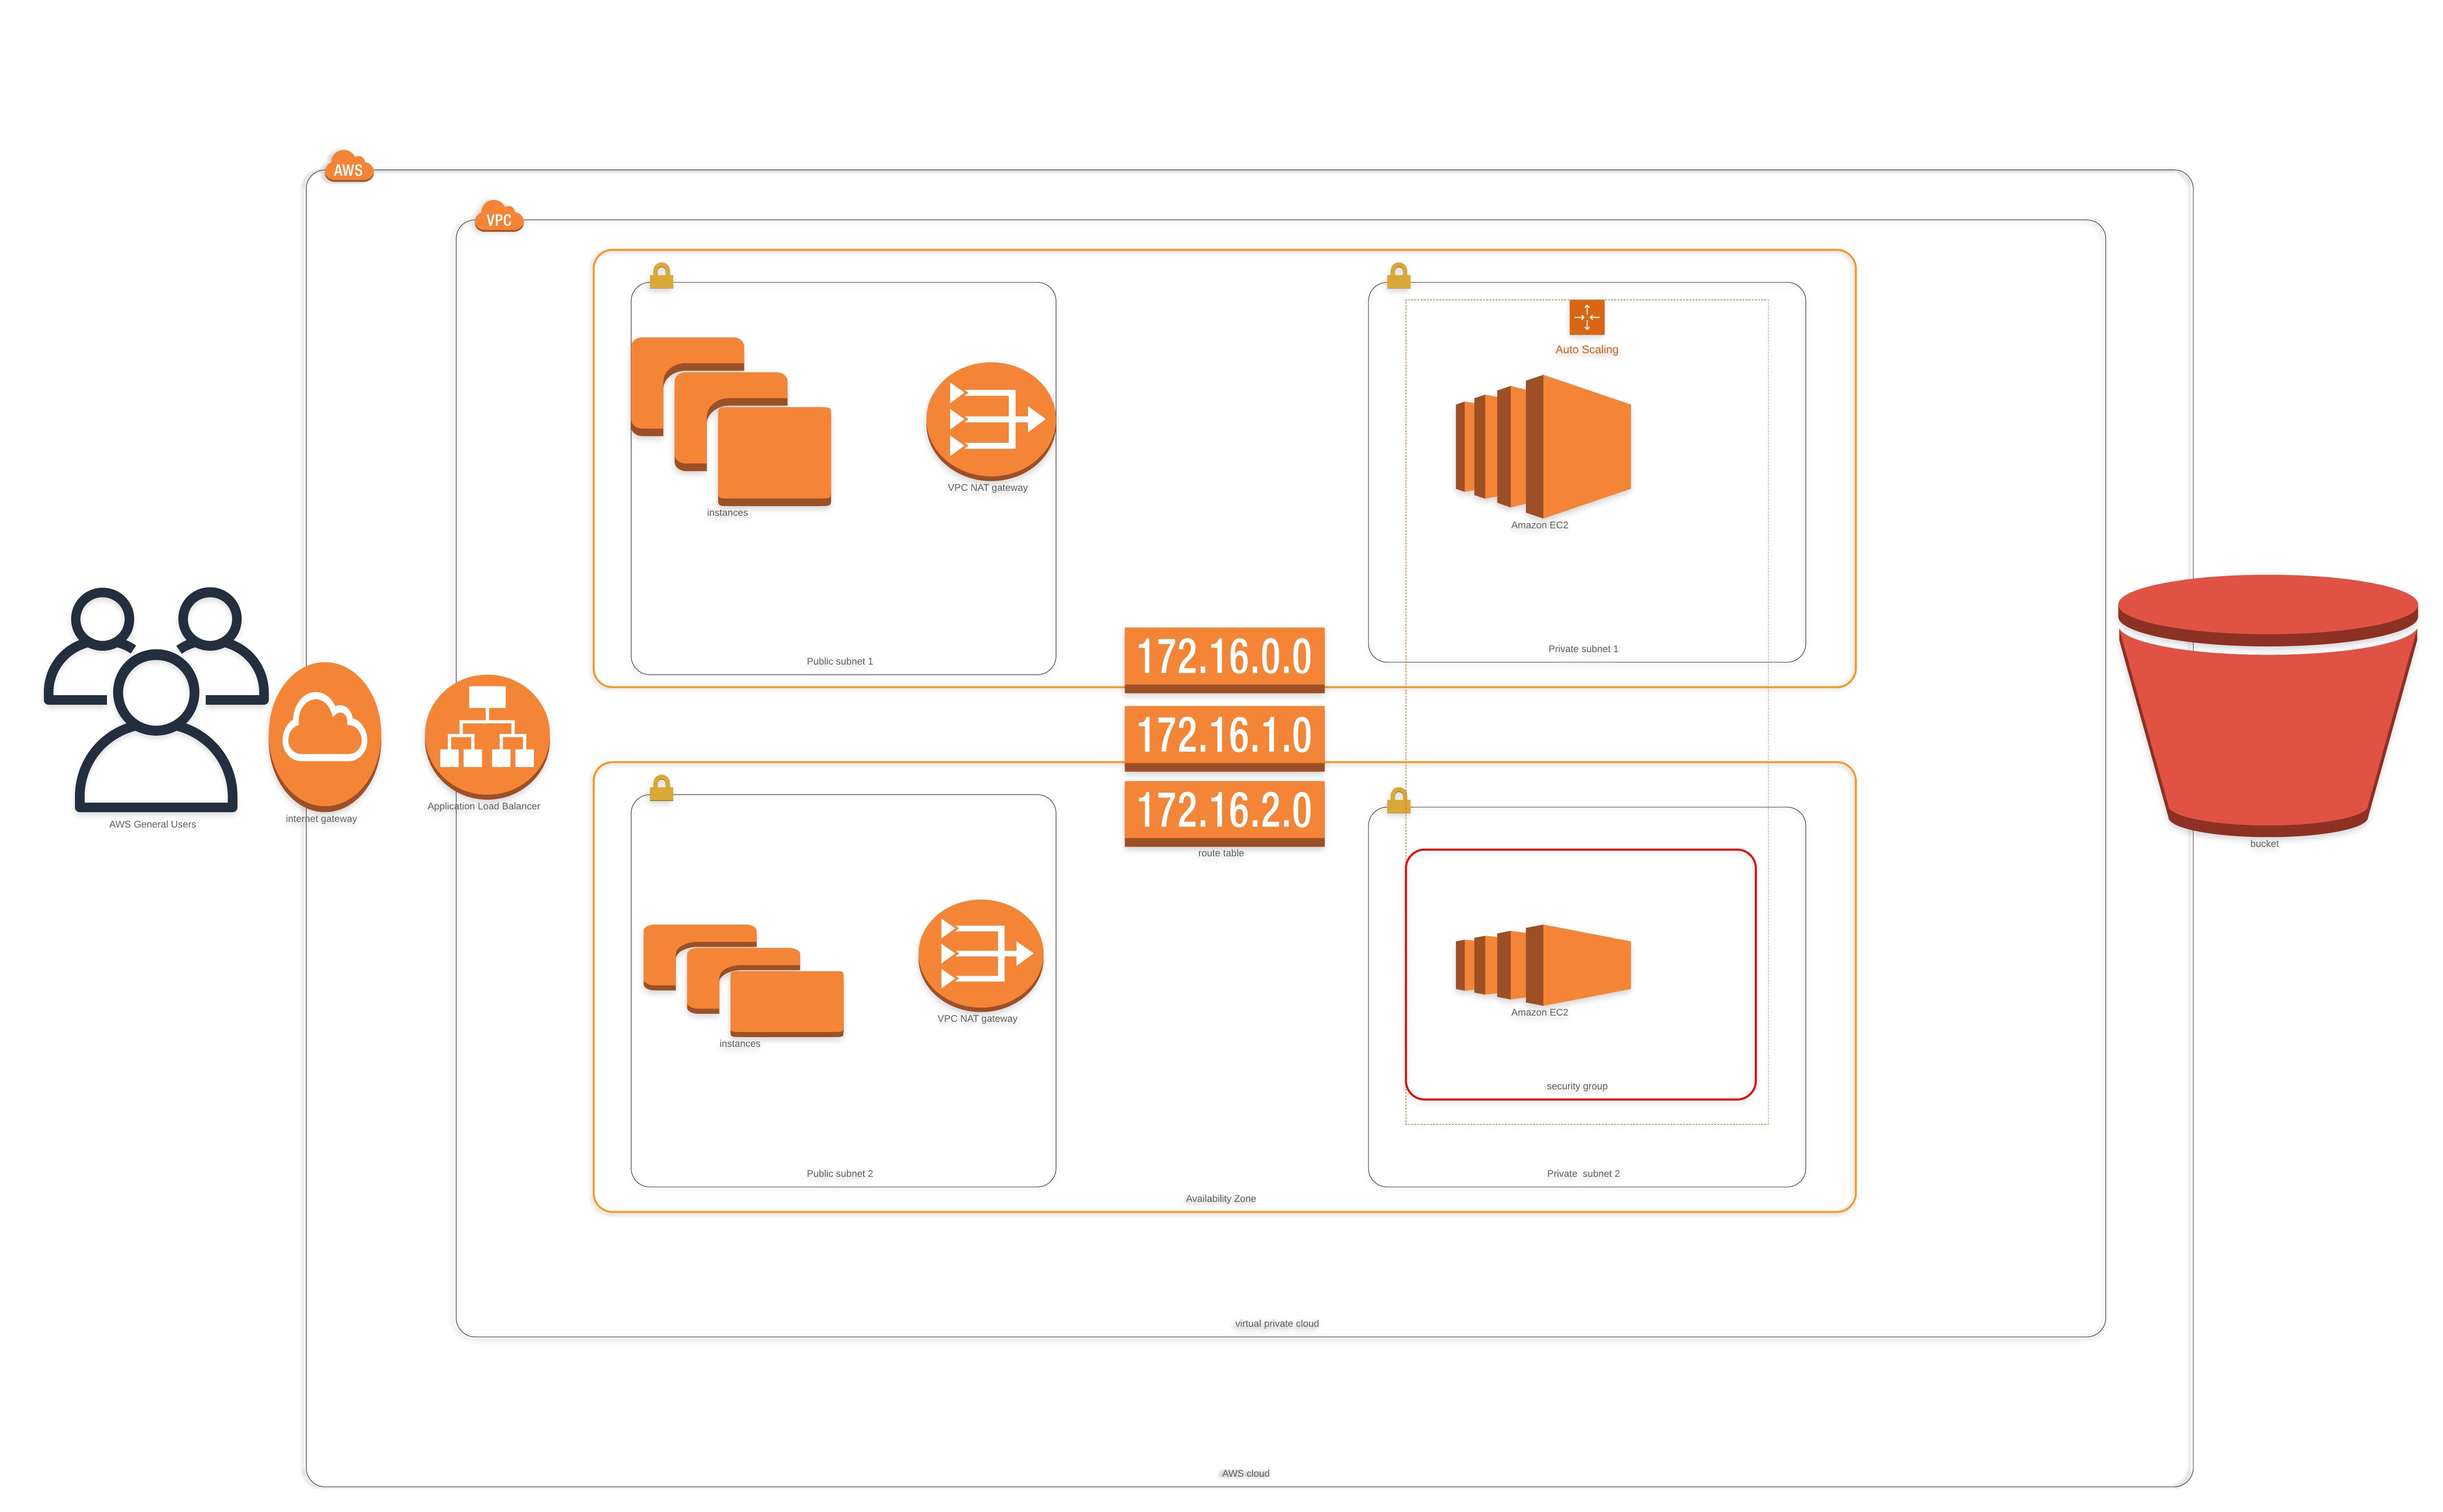 AWS
VPC
Auto Scaling
VPC NAT gateway
instances
Amazon EC2
Public subnet 1
Private subnet 1
172.16.0.0
172.16.1.0
172.16.2.0
route table
AWS General Users
internet gateway
Application Load Balancer
bucket
VPC NAT gateway
instances
Amazon EC2
security group
Public subnet 2
Private  subnet 2
Availability Zone
virtual private cloud
AWS cloud